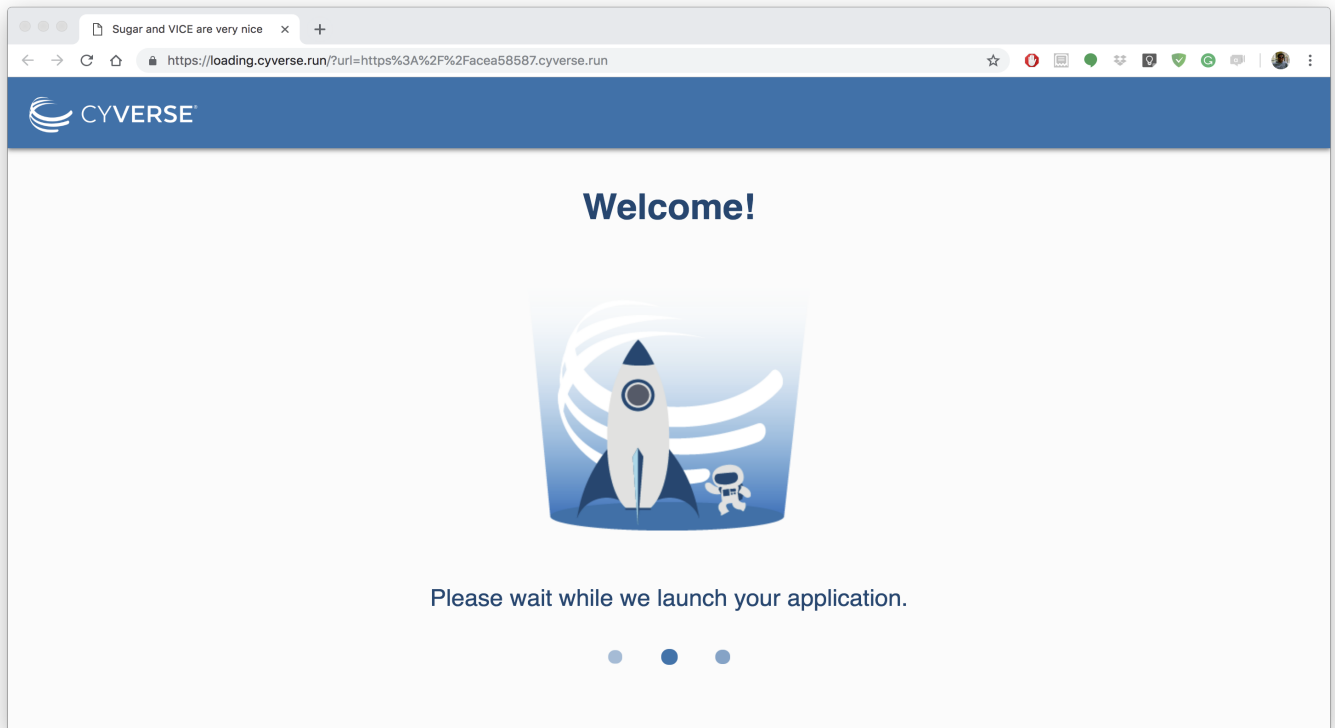 Sugar and VICE are very nice
https://loading.cyverse.run/?url=https%3A%2F%2Facea58587.cyverse.run
CYVERSE®
Welcome!
Please wait while we launch your application.